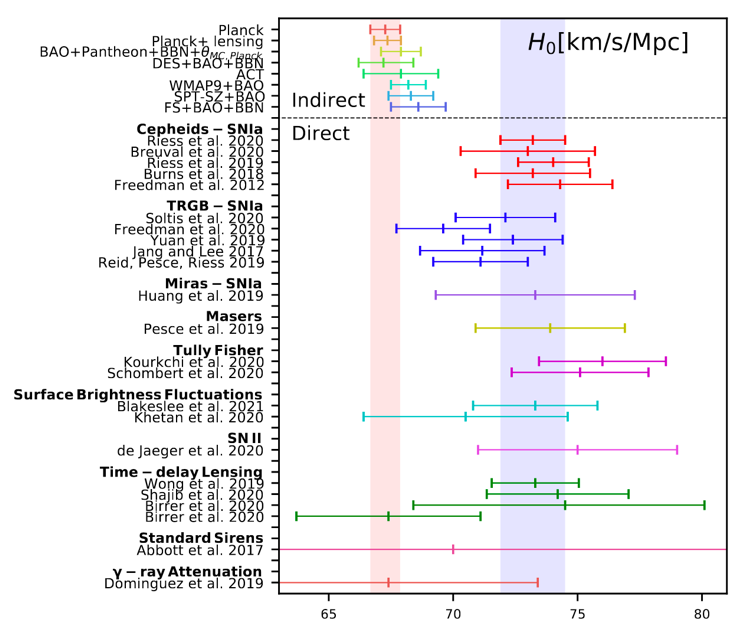 H0[km/s/Mpc]
Planck
Planck+ lensing
BAO+Pantheon+BBN+θMC, Planck
DES+BAO+BBN
ACT
WMAP9+BAO
SPT-SZ+BAO
FS+BAO+BBN
Indirect
Direct
Cepheids − SNIa
Riess et al. 2020
Breuval et al. 2020
Riess et al. 2019
Burns et al. 2018
Freedman et al. 2012
TRGB − SNIa
Soltis et al. 2020
Freedman et al. 2020
Yuan et al. 2019
Jang and Lee 2017
Reid, Pesce, Riess 2019
Miras − SNIa
Huang et al. 2019
Masers
Pesce et al. 2019
Tully Fisher
Kourkchi et al. 2020
Schombert et al. 2020
Surface Brightness Fluctuations
Blakeslee et al. 2021
Khetan et al. 2020
SN II
de Jaeger et al. 2020
Time − delay Lensing
Wong et al. 2019
Shajib et al. 2020
Birrer et al. 2020
Birrer et al. 2020
Standard Sirens
Abbott et al. 2017
γ − ray Attenuation
Dominguez et al. 2019
65 70 75 80